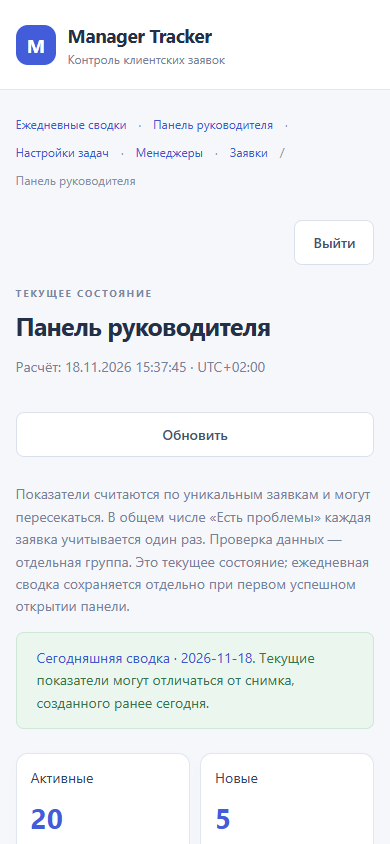 M
Manager Tracker
Контроль клиентских заявок
Ежедневные сводки · Панель руководителя ·
Настройки задач · Менеджеры · Заявки /
Панель руководителя
Выйти
ТЕКУЩЕЕ СОСТОЯНИЕ
Панель руководителя
Расчёт: 18.11.2026 15:37:45 · UTC+02:00
Обновить
Показатели считаются по уникальным заявкам и могут
пересекаться. В общем числе «Есть проблемы» каждая
заявка учитывается один раз. Проверка данных —
отдельная группа. Это текущее состояние; ежедневная
сводка сохраняется отдельно при первом успешном
открытии панели.
Сегодняшняя сводка · 2026-11-18. Текущие
показатели могут отличаться от снимка,
созданного ранее сегодня.
Активные
20
Новые
5